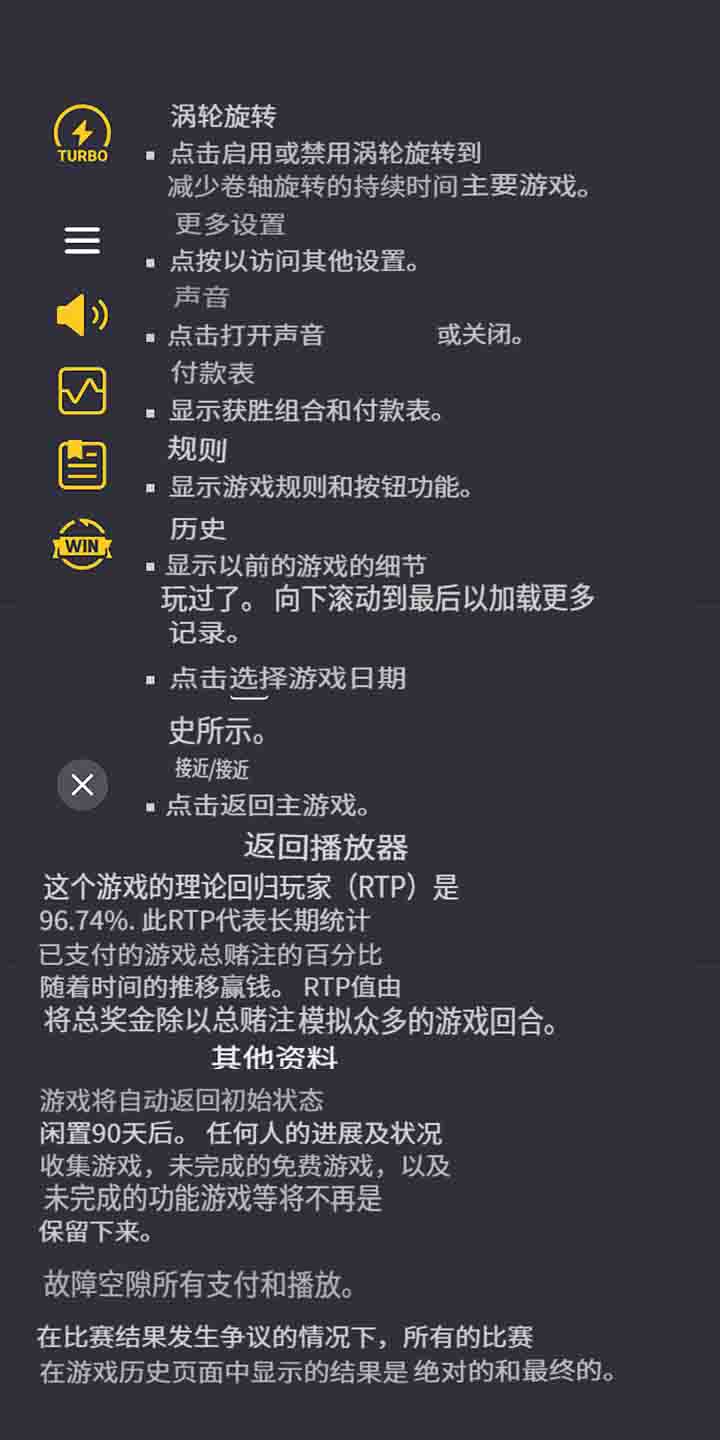 涡轮旋转
TURBO
▪ 点击启用或禁用涡轮旋转到
减少卷轴旋转的持续时间主要游戏。
更多设置
▪ 点按以访问其他设置。
声音
▪ 点击打开声音 或关闭。
付款表
▪ 显示获胜组合和付款表。
规则
▪ 显示游戏规则和按钮功能。
历史
WIN
▪ 显示以前的游戏的细节
玩过了。 向下滚动到最后以加载更多
记录。
▪ 点击选择游戏日期
史所示。
接近/接近
▪ 点击返回主游戏。
返回播放器
这个游戏的理论回归玩家（RTP）是
96.74%. 此RTP代表长期统计
已支付的游戏总赌注的百分比
随着时间的推移赢钱。 RTP值由
将总奖金除以总赌注模拟众多的游戏回合。
其他资料
游戏将自动返回初始状态
闲置90天后。 任何人的进展及状况
收集游戏，未完成的免费游戏，以及
未完成的功能游戏等将不再是
保留下来。
故障空隙所有支付和播放。
在比赛结果发生争议的情况下，所有的比赛
在游戏历史页面中显示的结果是绝对的和最终的。